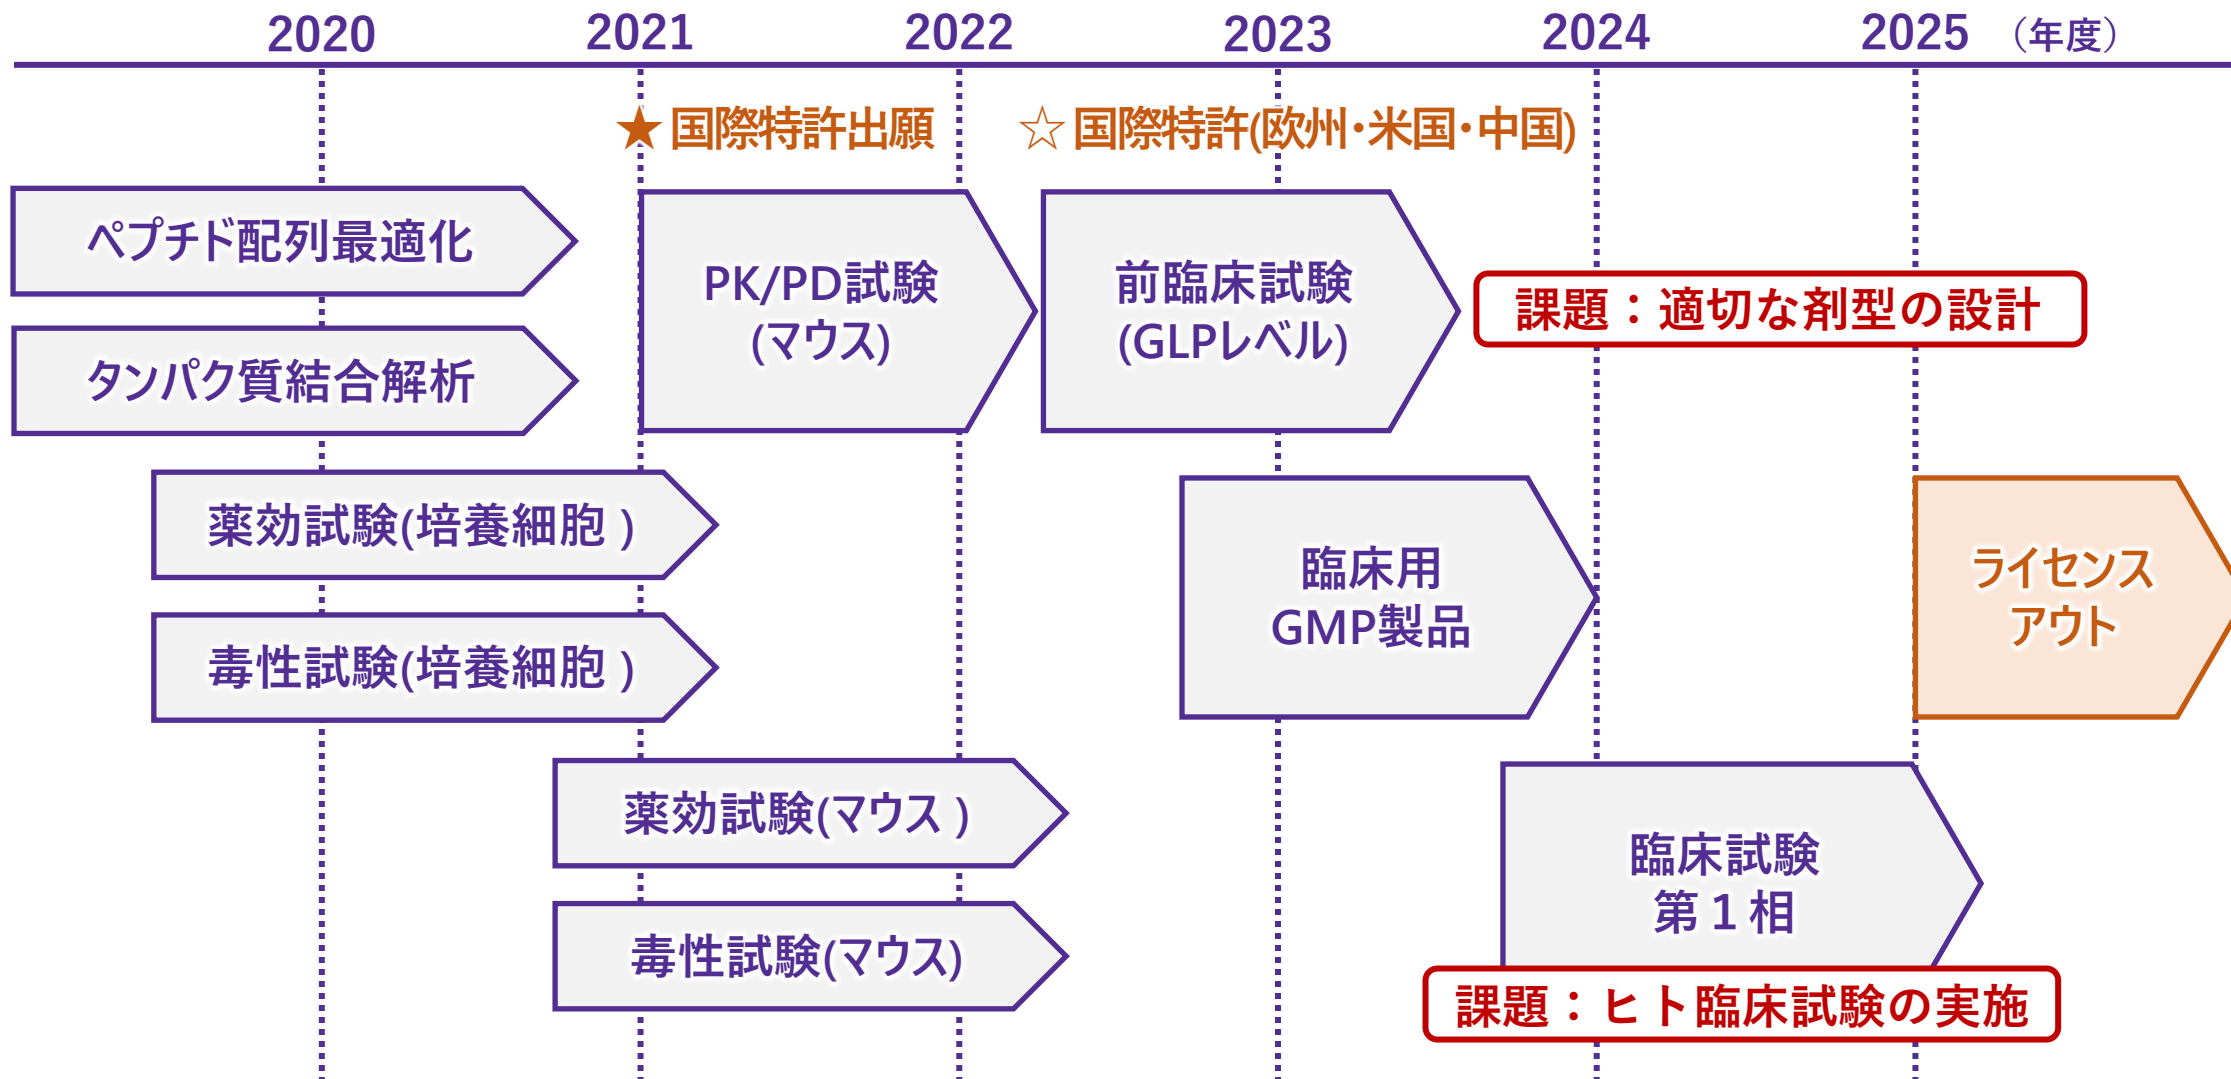 2020 2021 2022 2023 2024 2025 （年度）
★国際特許出願 ☆国際特許(欧州・米国・中国)
ペプチド配列最適化
タンパク質結合解析
PK/PD試験
(マウス)
前臨床試験
(GLPレベル)
課題：適切な剤型の設計
薬効試験(培養細胞 )
毒性試験(培養細胞 )
臨床用
GMP製品
ライセンス
アウト
薬効試験(マウス )
毒性試験(マウス)
臨床試験
第１相
課題：ヒト臨床試験の実施